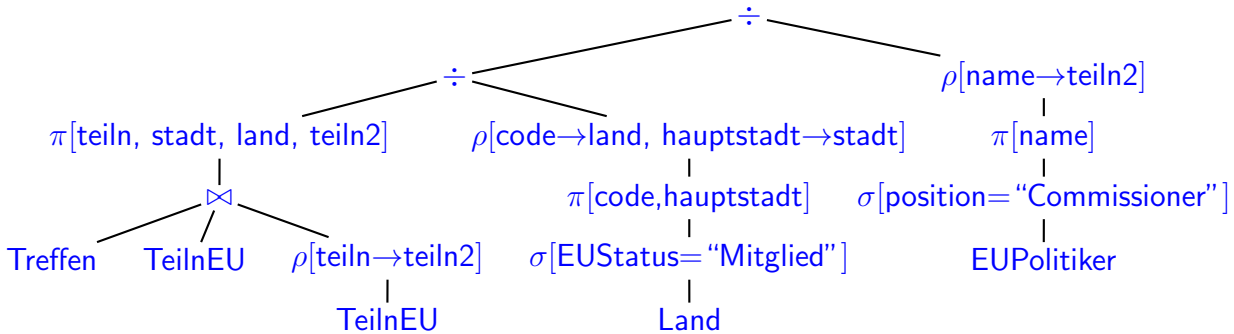 ÷
÷ ρ[name→teiln2]
π[teiln, stadt, land, teiln2] ρ[code→land, hauptstadt→stadt] π[name]
⋈ π[code,hauptstadt] σ[position=“Commissioner”]
Treffen TeilnEU ρ[teiln→teiln2] σ[EUStatus=“Mitglied”] EUPolitiker
TeilnEU Land